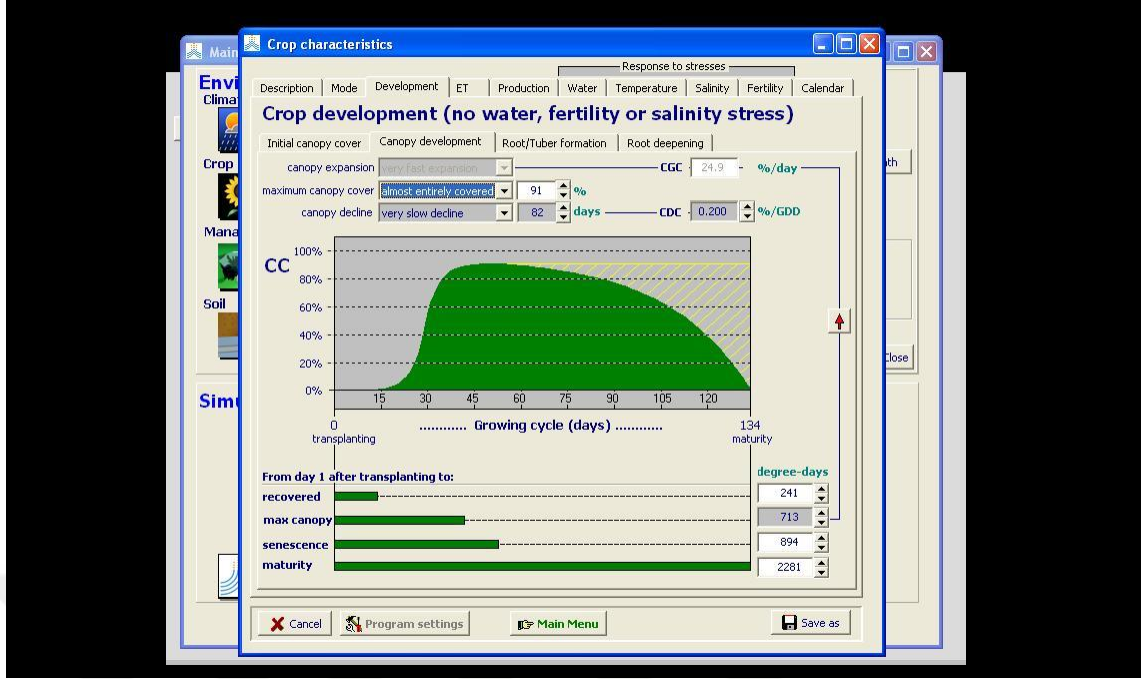 Main
Crop characteristics
Envi
Clima
Crop
Mana
Soil
Simu
ath
Close
Response to stresses
Description Mode Development ET Production Water Temperature Salinity Fertility Calendar
Crop development (no water, fertility or salinity stress)
Initial canopy cover Canopy development Root/Tuber formation Root deepening
canopy expansion very fast expansion CGC 24.9 %/day
maximum canopy cover almost entirely covered 91 %
canopy decline very slow decline 82 days CDC 0.200 %/GDD
CC
100%
80%
60%
40%
20%
0%
15 30 45 60 75 90 105 120
0 ........... Growing cycle (days) ........... 134
transplanting maturity
From day 1 after transplanting to: degree-days
recovered 241
max canopy 713
senescence 894
maturity 2281
Cancel Program settings Main Menu Save as